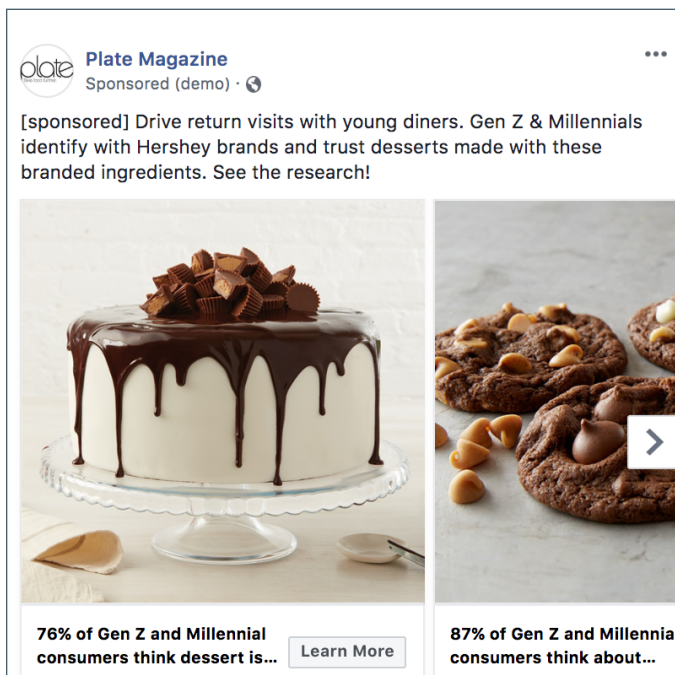 plate
Plate Magazine
Sponsored (demo) ·
[sponsored] Drive return visits with young diners. Gen Z & Millennials
identify with Hershey brands and trust desserts made with these
branded ingredients. See the research!
76% of Gen Z and Millennial
consumers think dessert is...
Learn More
87% of Gen Z and Millennia
consumers think about...